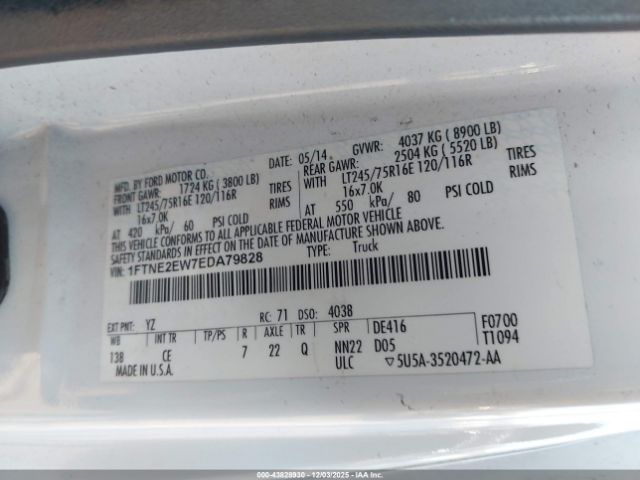 MFD. BY FORD MOTOR CO.
DATE: 05/14 GVWR: 4037 KG ( 8900 LB)
FRONT GAWR: 1724 KG ( 3800 LB) REAR GAWR: 2504 KG ( 5520 LB)
WITH LT245/75R16E 120/116R TIRES WITH LT245/75R16E 120/116R TIRES
16x7.0K RIMS 16x7.0K RIMS
AT 420 kPa/ 60 PSI COLD AT 550 kPa/ 80 PSI COLD
THIS VEHICLE CONFORMS TO ALL APPLICABLE FEDERAL MOTOR VEHICLE
SAFETY STANDARDS IN EFFECT ON THE DATE OF MANUFACTURE SHOWN ABOVE.
VIN: 1FTNE2EW7EDA79828 TYPE: Truck
EXT PNT: YZ RC: 71 DSO: 4038
WB INT TR TP/PS R AXLE TR SPR DE416 F0700
138 CE 7 22 Q NN22 D05 T1094
MADE IN U.S.A. ULC ▽5U5A-3520472-AA
000-43828930 - 12/03/2025 - IAA Inc.